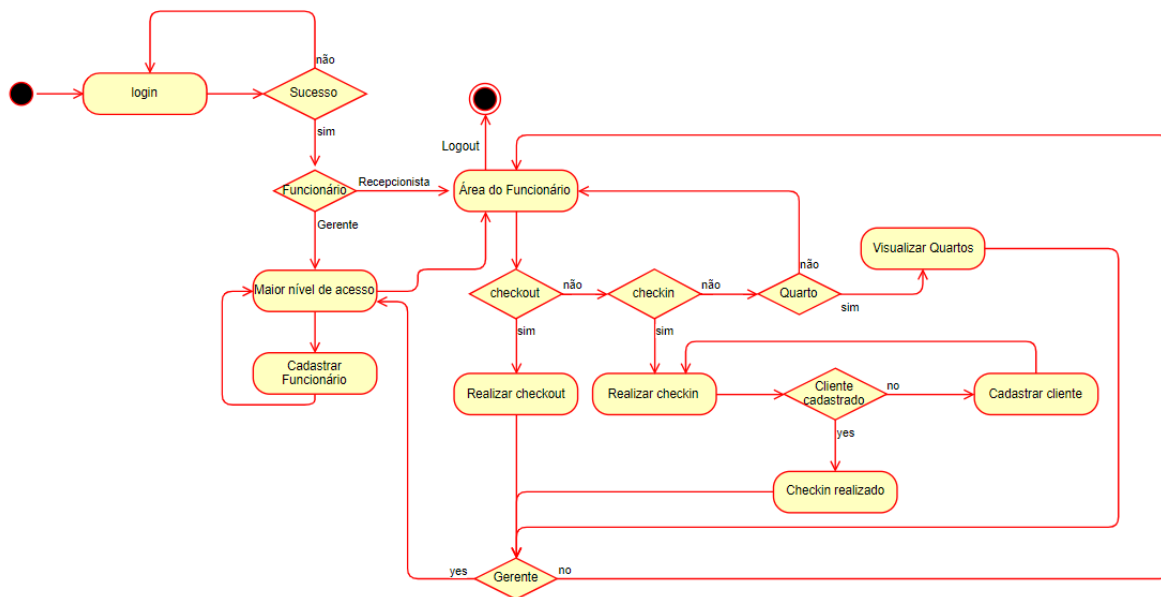 não
login
Sucesso
sim
Logout
Funcionário
Recepcionista
Área do Funcionário
Gerente
Visualizar Quartos
não
Maior nível de acesso
checkout
não
checkin
não
Quarto
sim
sim
sim
Cadastrar
Funcionário
Realizar checkout
Realizar checkin
Cliente
cadastrado
no
Cadastrar cliente
yes
Checkin realizado
yes
Gerente
no